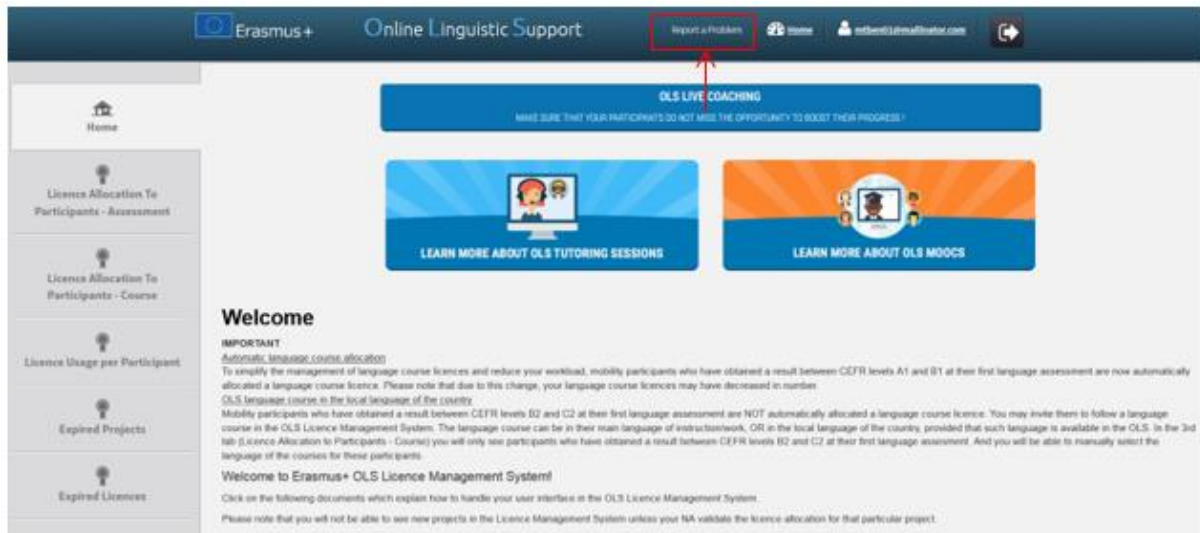 Erasmus+
Online Linguistic Support
Report a Problem
Home
OLS LIVE COACHING
MAKE SURE THAT YOUR PARTICIPANTS DO NOT MISS THE OPPORTUNITY TO BOOST THEIR PROGRESS !
Home
Licence Allocation To
Participants - Assessment
Licence Allocation To
Participants - Course
Licence Usage per Participant
Expired Projects
Expired Licences
LEARN MORE ABOUT OLS TUTORING SESSIONS
LEARN MORE ABOUT OLS MOOCS
Welcome
IMPORTANT
Automatic language course allocation
To simplify the management of language course licences and reduce your workload, mobility participants who have obtained a result between CEFR levels A1 and B1 at their first language assessment are now automatically
allocated a language course licence. Please note that due to this change, your language course licences may have decreased in number.
OLS language course in the local language of the country
Mobility participants who have obtained a result between CEFR levels B2 and C2 at their first language assessment are NOT automatically allocated a language course licence. You may invite them to follow a language
course in the OLS Licence Management System. The language course can be in their main language of instruction/work, OR in the local language of the country, provided that such language is available in the OLS. In the 3rd
tab (Licence Allocation to Participants - Course) you will only see participants who have obtained a result between CEFR levels B2 and C2 at their first language assessment. And you will be able to manually select the
language of the courses for these participants.
Welcome to Erasmus+ OLS Licence Management System!
Click on the following documents which explain how to handle your user interface in the OLS Licence Management System.
Please note that you will not be able to see new projects in the Licence Management System unless your NA validate the licence allocation for that particular project.